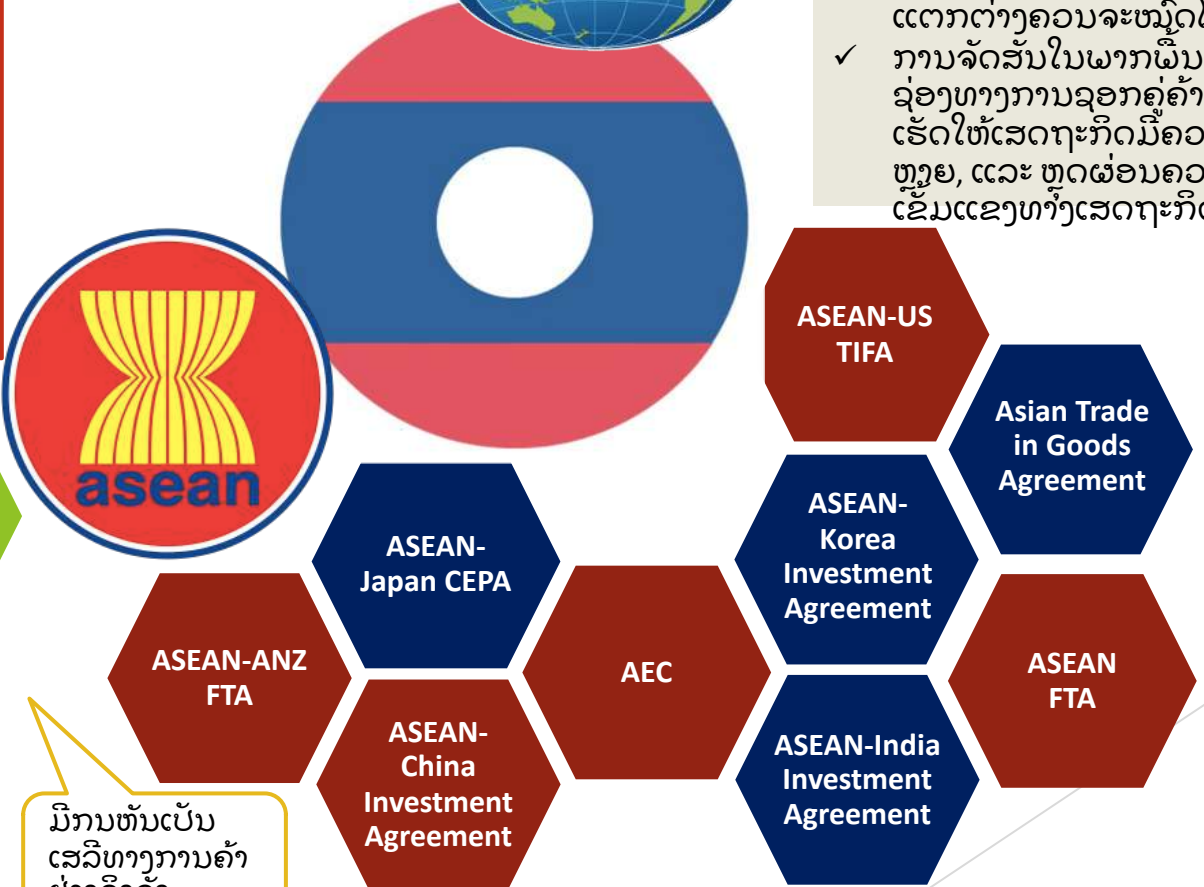 ແຕກຕ່າງຄວນຈະໝົດ
✓ ການຈັດສັນໃນພາກພື້ນ
ຊ່ອງທາງການຊອກຄູ່ຄ້າ
ເຮັດໃຫ້ເສດຖະກິດມີ
ຫຼາຍ, ແລະ ຫຼຸດຜ່ອນ
ເຂັ້ມແຂງທາງເສດຖະກິດ
asean
ASEAN-US
TIFA
Asian Trade
in Goods
Agreement
ASEAN-
Korea
Investment
Agreement
ASEAN-
Japan CEPA
ASEAN-ANZ
FTA
AEC
ASEAN
FTA
ASEAN-
China
Investment
Agreement
ASEAN-India
Investment
Agreement
ມີການຫັນເປັນ
ເສລີທາງການຄ້າ